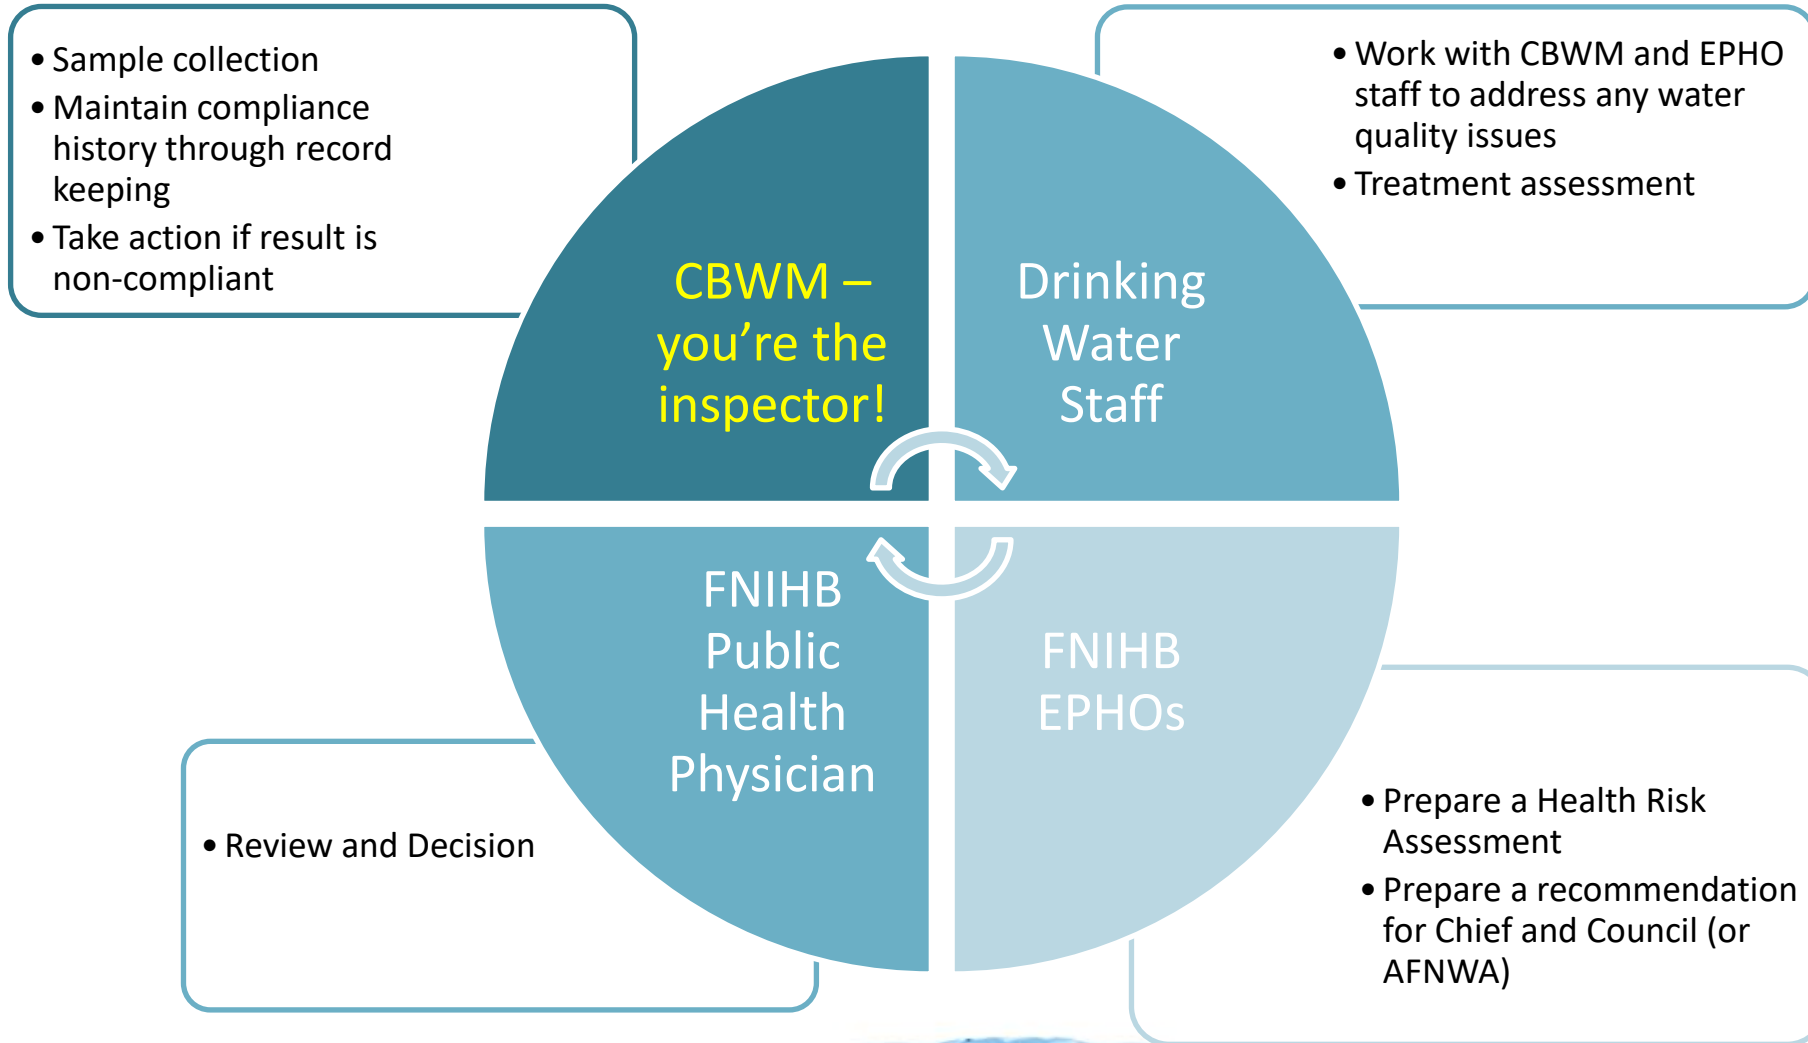 • Sample collection
• Maintain compliance
history through record
keeping
• Take action if result is
non-compliant
• Work with CBWM and EPHO
staff to address any water
quality issues
• Treatment assessment
CBWM –
you’re the
inspector!
Drinking
Water
Staff
FNIHB
Public
Health
Physician
FNIHB
EPHOs
• Review and Decision
• Prepare a Health Risk
Assessment
• Prepare a recommendation
for Chief and Council (or
AFNWA)